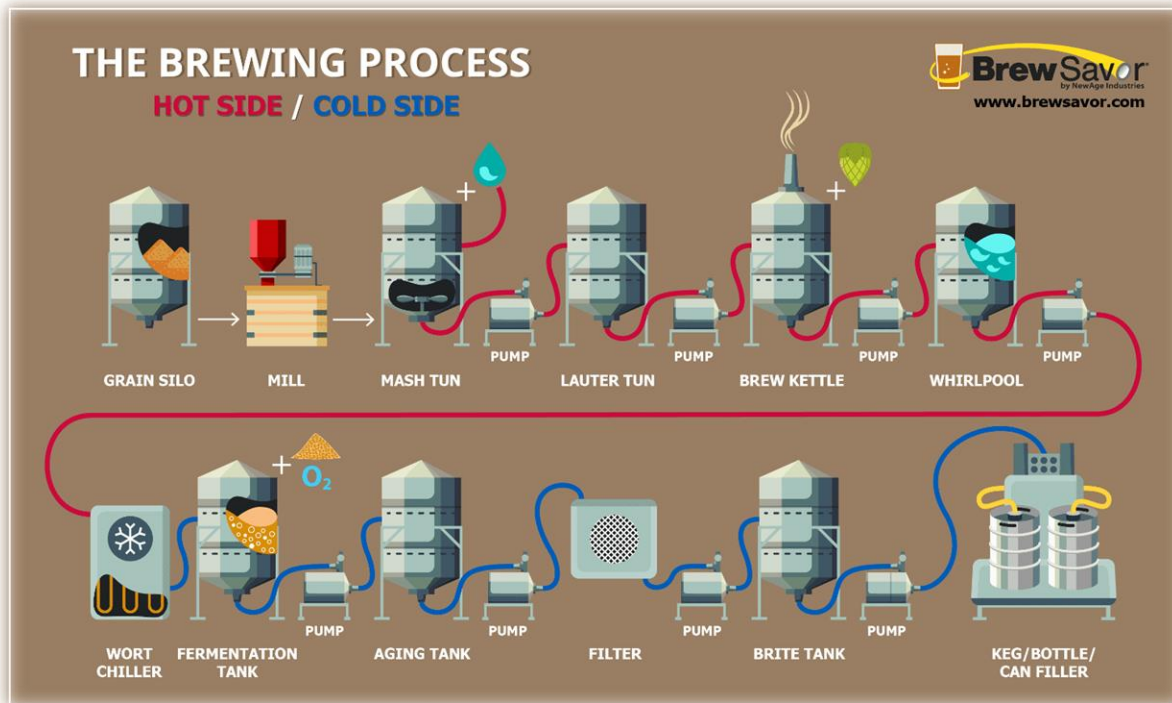 THE BREWING PROCESS
HOT SIDE / COLD SIDE
BrewSavor®
by NewAge Industries
www.brewsavor.com
GRAIN SILO
MILL
MASH TUN
PUMP
LAUTER TUN
PUMP
BREW KETTLE
PUMP
WHIRLPOOL
PUMP
O₂
WORT
CHILLER
FERMENTATION
TANK
PUMP
AGING TANK
PUMP
FILTER
PUMP
BRITE TANK
PUMP
KEG/BOTTLE/
CAN FILLER